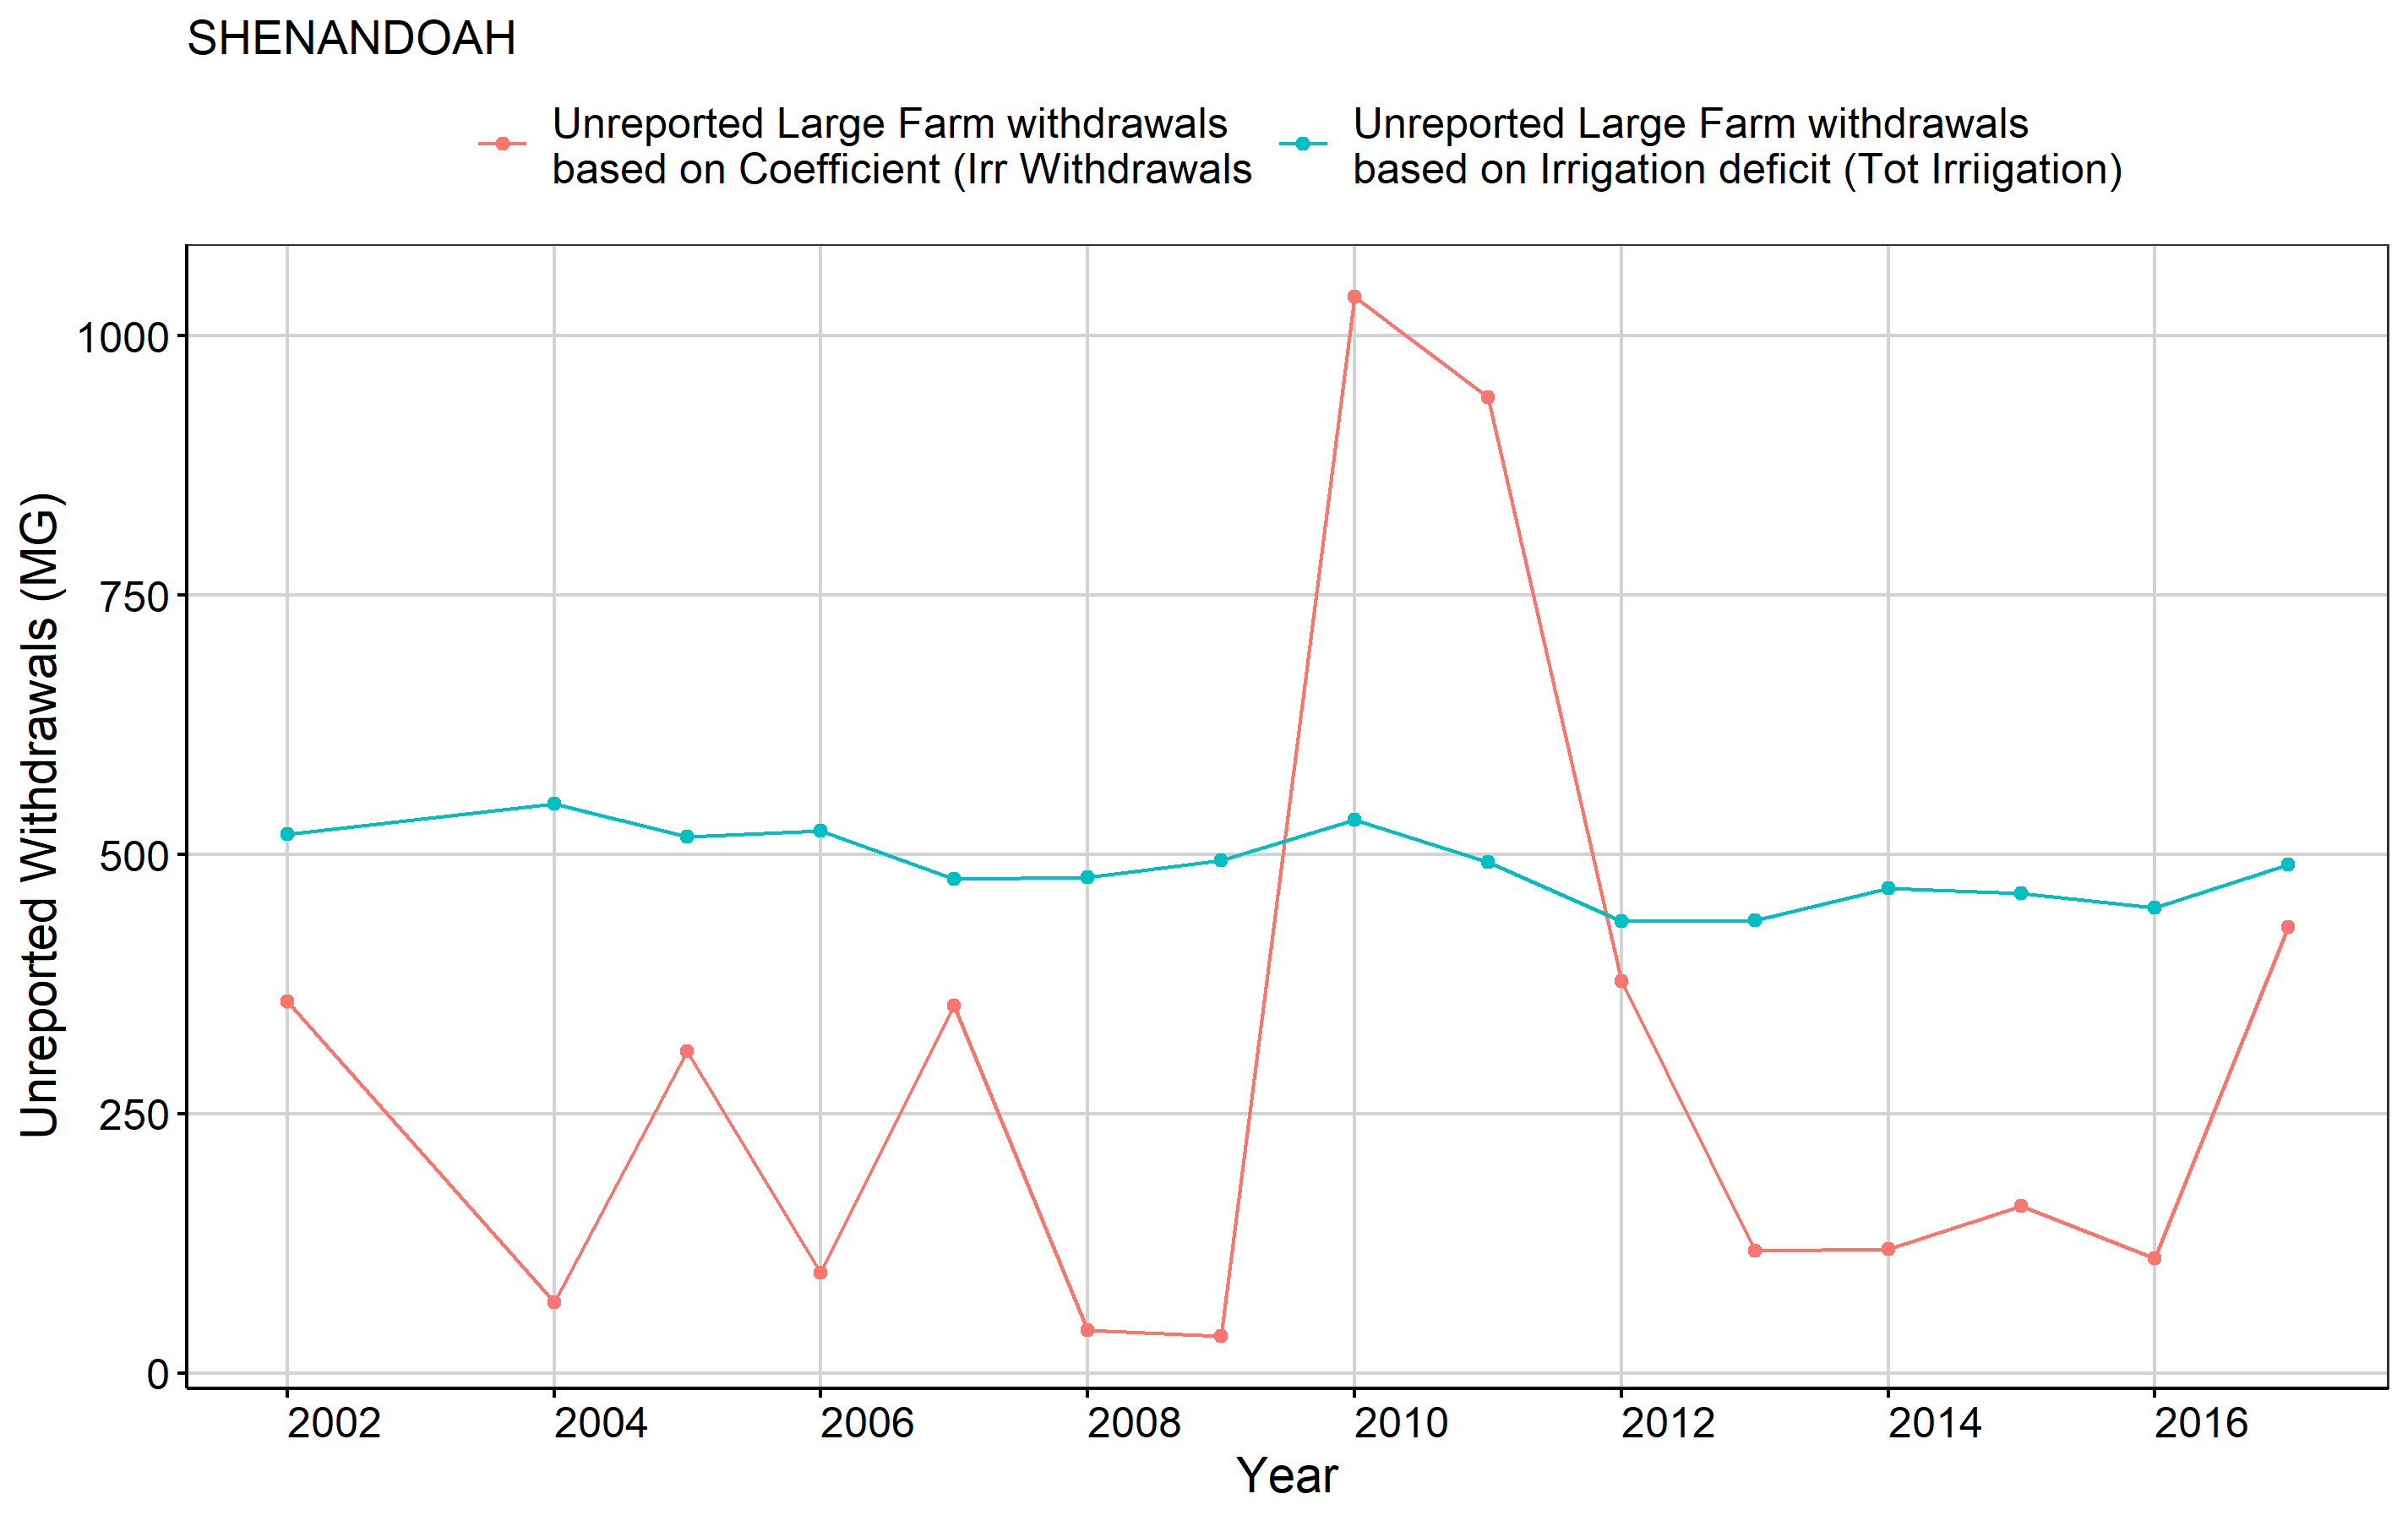 SHENANDOAH
Unreported Large Farm withdrawals
based on Coefficient (Irr Withdrawals
Unreported Large Farm withdrawals
based on Irrigation deficit (Tot Irriigation)
Unreported Withdrawals (MG)
1000
750
500
250
0
2002 2004 2006 2008 2010 2012 2014 2016
Year